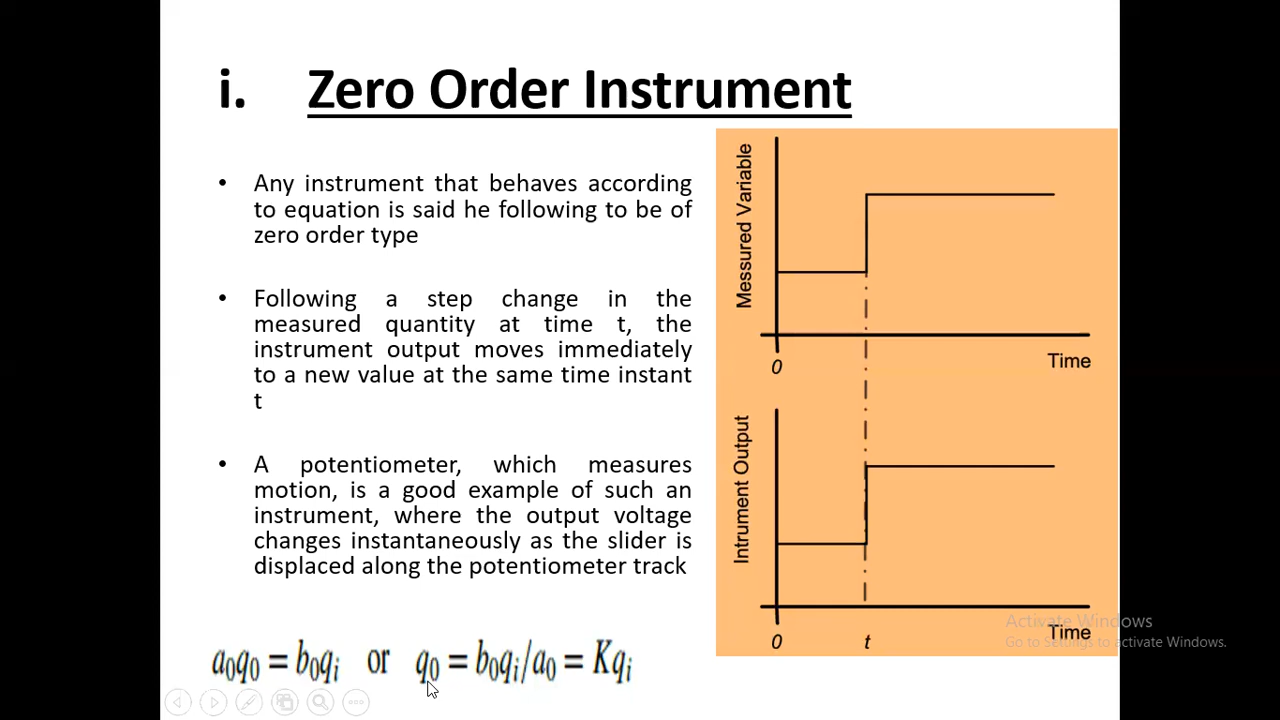 i. Zero Order Instrument
• Any instrument that behaves according
to equation is said he following to be of
zero order type
• Following a step change in the
measured quantity at time t, the
instrument output moves immediately
to a new value at the same time instant
t
• A potentiometer, which measures
motion, is a good example of such an
instrument, where the output voltage
changes instantaneously as the slider is
displaced along the potentiometer track
a₀q₀ = b₀qᵢ or q₀ = b₀qᵢ/a₀ = Kqᵢ
Messured Variable
0
Time
Intrument Output
0
t
Time
Activate Windows
Go to Settings to activate Windows.